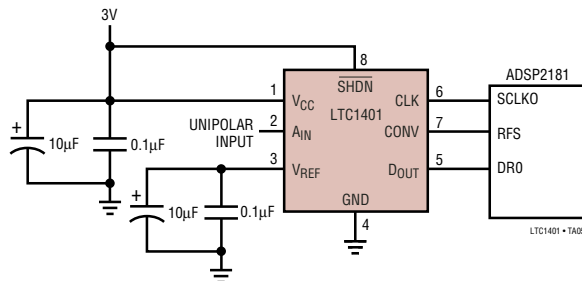 3V
8
ADSP2181
1
SHDN
6
SCLKO
VCC
CLK
LTC1401
+
10µF
0.1µF
UNIPOLAR
INPUT
2
AIN
CONV
7
RFS
3
VREF
DOUT
5
DR0
+
10µF
0.1µF
GND
4
LTC1401 • TA05